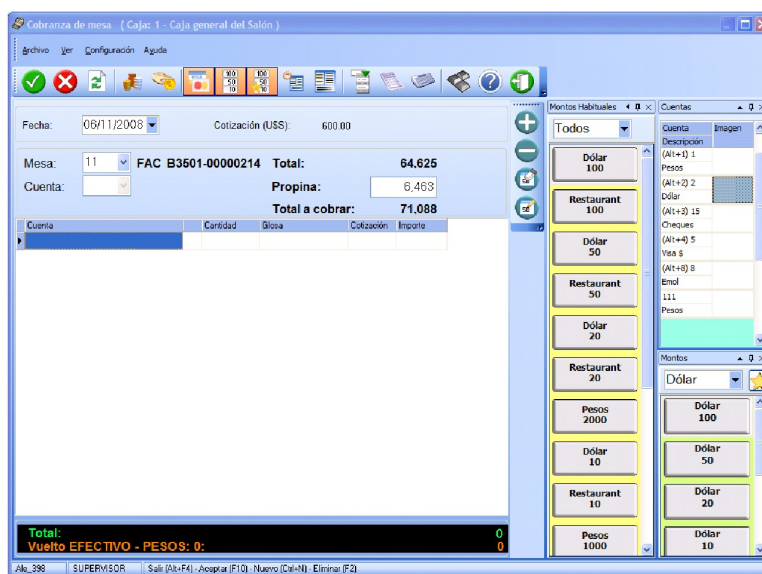 Cobranza de mesa ( Caja: 1 - Caja general del Salón )
Archivo Ver Configuración Ayuda
Fecha: 06/11/2008 Cotización (U$S): 600.00
Mesa: 11 FAC B3501-00000214 Total: 64.625
Cuenta: Propina: 6,463
Total a cobrar: 71,088
Cuenta Cantidad Glosa Cotización Importe
Total: 0
Vuelto EFECTIVO - PESOS: 0: 0
Montos Habituales
Todos
Dólar
100
Restaurant
100
Dólar
50
Restaurant
50
Dólar
20
Restaurant
20
Pesos
2000
Dólar
10
Restaurant
10
Pesos
1000
Cuentas
Cuenta Imagen
Descripción
(Alt+1) 1
Pesos
(Alt+2) 2
Dólar
(Alt+3) 15
Cheques
(Alt+4) 5
Visa $
(Alt+8) 8
Emol
111
Pesos
Montos
Dólar
Dólar
100
Dólar
50
Dólar
20
Dólar
10
Ale_398 SUPERVISOR Salir (Alt+F4) - Aceptar (F10) - Nuevo (Ctrl+N) - Eliminar (F2)